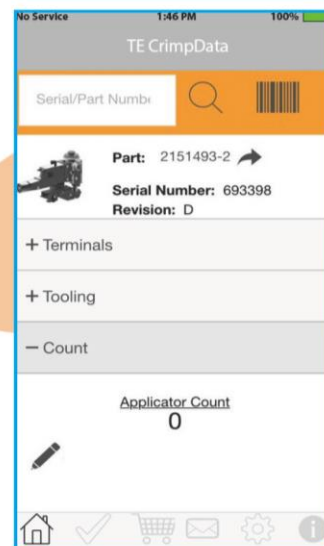 No Service 1:46 PM 100%
TE CrimpData
Serial/Part Numbe
Part: 2151493-2
Serial Number: 693398
Revision: D
+ Terminals
+ Tooling
− Count
Applicator Count
0